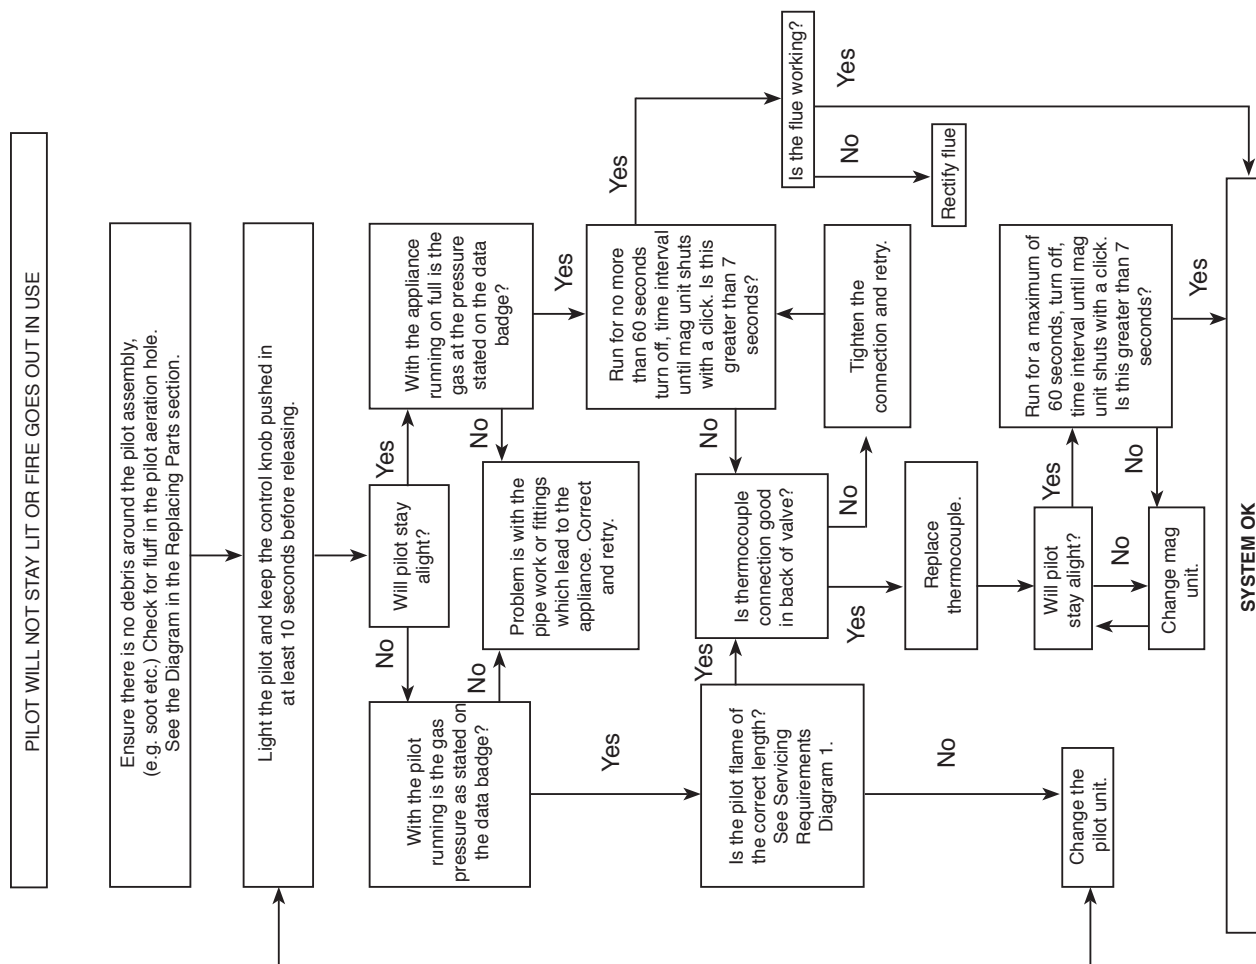 PILOT WILL NOT STAY LIT OR FIRE GOES OUT IN USE
Ensure there is no debris around the pilot assembly,
(e.g. soot etc.) Check for fluff in the pilot aeration hole.
See the Diagram in the Replacing Parts section.
Light the pilot and keep the control knob pushed in
at least 10 seconds before releasing.
Will pilot stay
alight?
No
Yes
With the pilot
running is the gas
pressure as stated on
the data badge?
With the appliance
running on full is the
gas at the pressure
stated on the data
badge?
No
No
Problem is with the
pipe work or fittings
which lead to the
appliance. Correct
and retry.
Yes
Yes
Run for no more
than 60 seconds
turn off, time interval
until mag unit shuts
with a click. Is this
greater than 7
seconds?
Yes
Is the flue working?
Yes
No
Rectify flue
Is the pilot flame of
the correct length?
See Servicing
Requirements
Diagram 1.
Yes
No
Is thermocouple
connection good
in back of valve?
No
Tighten the
connection and retry.
Yes
Replace
thermocouple.
No
Change the
pilot unit.
Will pilot
stay alight?
Yes
No
Change mag
unit.
Run for a maximum of
60 seconds, turn off,
time interval until mag
unit shuts with a click.
Is this greater than 7
seconds?
No
Yes
SYSTEM OK